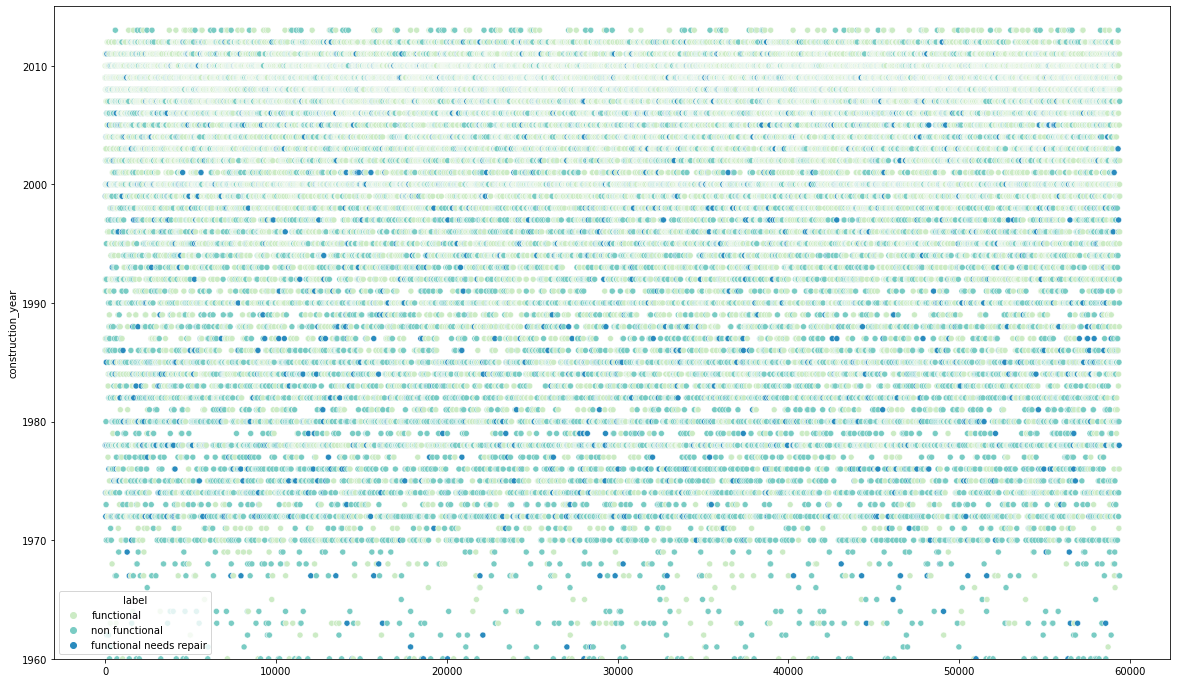 2010
2000
1990
1980
1970
1960
construction_year
label
functional
non functional
functional needs repair
0
10000
20000
30000
40000
50000
60000